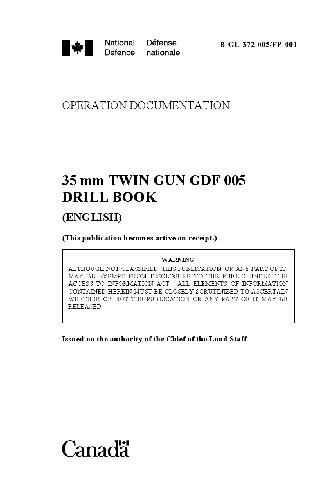 National Défense
Defence nationale
B-GL-372-005/FP-001
OPERATION DOCUMENTATION
35 mm TWIN GUN GDF 005
DRILL BOOK
(ENGLISH)
(This publication becomes active on receipt.)
WARNING
ALTHOUGH NOT CLASSIFIED, THIS PUBLICATION, OR ANY PART OF IT,
MAY BE EXEMPT FROM DISCLOSURE TO THE PUBLIC UNDER THE
ACCESS TO INFORMATION ACT. ALL ELEMENTS OF INFORMATION
CONTAINED HEREIN MUST BE CLOSELY SCRUTINIZED TO ASCERTAIN
WHETHER OR NOT THE PUBLICATION OR ANY PART OF IT MAY BE
RELEASED.
Issued on the authority of the Chief of the Land Staff
Canada